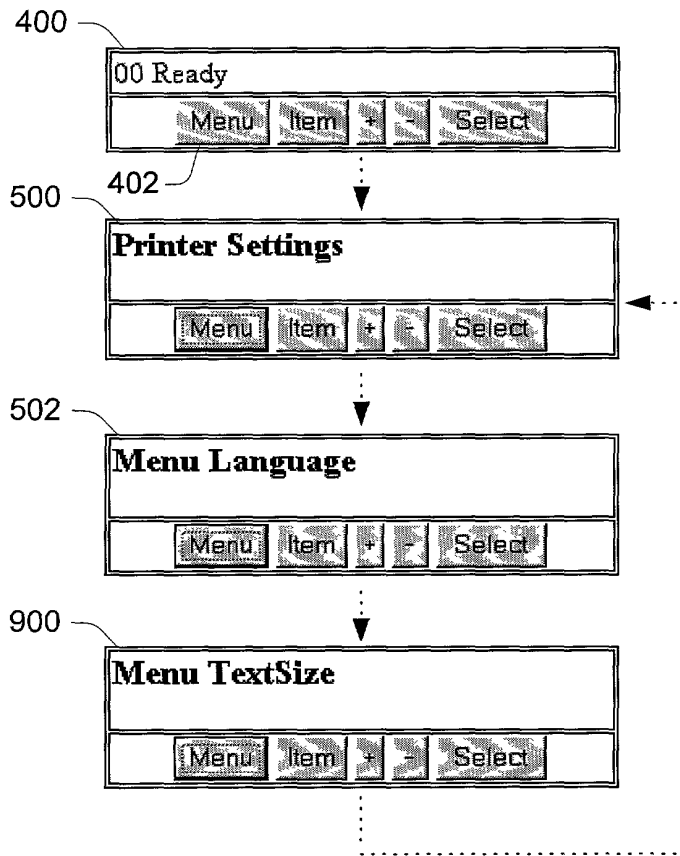 400
00 Ready
Menu Item + - Select
402
500
Printer Settings
Menu Item + - Select
502
Menu Language
Menu Item + - Select
900
Menu TextSize
Menu Item + - Select